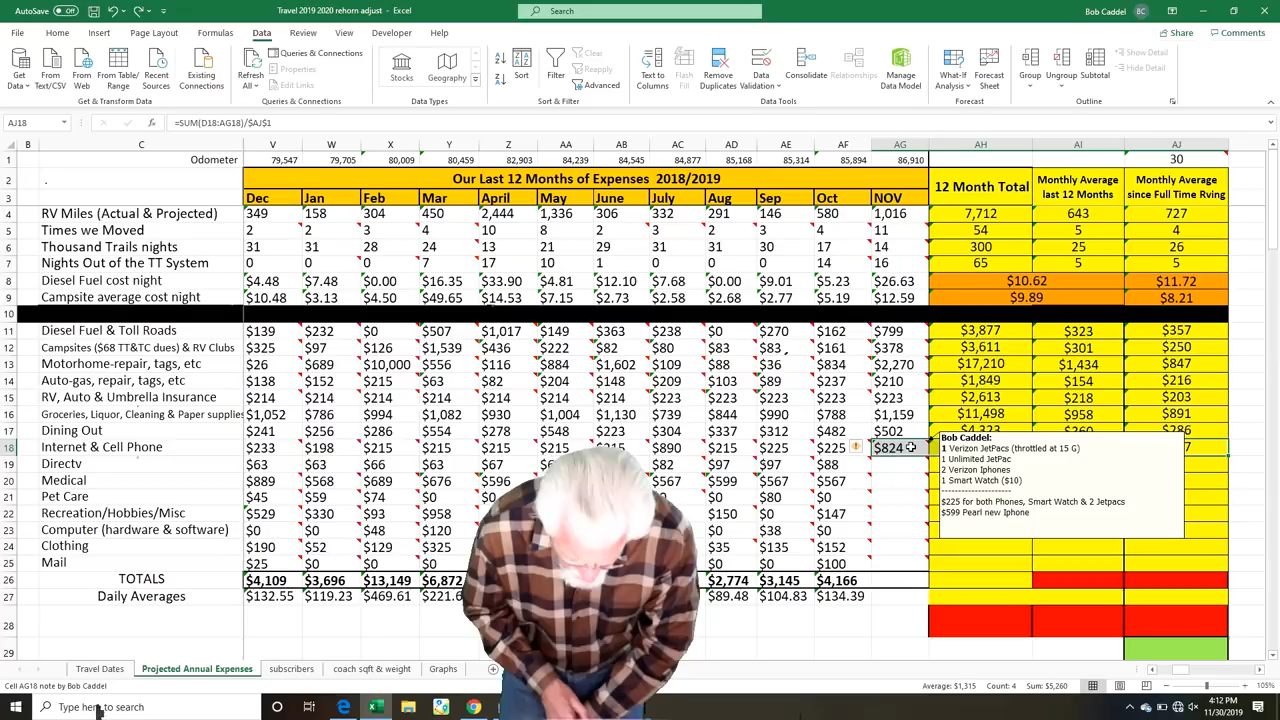 AutoSave Off Travel 2019 2020 rehorn adjust - Excel Search Bob Caddel BC
File Home Insert Page Layout Formulas Data Review View Developer Help Share Comments
Get Data From Text/CSV From Web From Table/Range Recent Sources Existing Connections Refresh All Queries & Connections Properties Edit Links Stocks Geography Sort Filter Clear Reapply Advanced Text to Columns Flash Fill Remove Duplicates Data Validation Consolidate Relationships Manage Data Model What-If Analysis Forecast Sheet Group Ungroup Subtotal Show Detail Hide Detail
Get & Transform Data Queries & Connections Data Types Sort & Filter Data Tools Forecast Outline
AJ18 fx =SUM(D18:AG18)/$AJ$1
B C V W X Y Z AA AB AC AD AE AF AG AH AI AJ
1 Odometer 79,547 79,705 80,009 80,459 82,903 84,239 84,545 84,877 85,168 85,314 85,894 86,910 30
2 . Our Last 12 Months of Expenses 2018/2019 12 Month Total Monthly Average last 12 Months Monthly Average since Full Time Rving
3 Dec Jan Feb Mar April May June July Aug Sep Oct NOV
4 RV Miles (Actual & Projected) 349 158 304 450 2,444 1,336 306 332 291 146 580 1,016 7,712 643 727
5 Times we Moved 2 2 3 4 10 8 2 3 2 3 4 11 54 5 4
6 Thousand Trails nights 31 31 28 24 13 21 29 31 31 30 17 14 300 25 26
7 Nights Out of the TT System 0 0 0 7 17 10 1 0 0 0 14 16 65 5 5
8 Diesel Fuel cost night $4.48 $7.48 $0.00 $16.35 $33.90 $4.81 $12.10 $7.68 $0.00 $9.01 $5.23 $26.63 $10.62 $11.72
9 Campsite average cost night $10.48 $3.13 $4.50 $49.65 $14.53 $7.15 $2.73 $2.58 $2.68 $2.77 $5.19 $12.59 $9.89 $8.21
10
11 Diesel Fuel & Toll Roads $139 $232 $0 $507 $1,017 $149 $363 $238 $0 $270 $162 $799 $3,877 $323 $357
12 Campsites ($68 TT&TC dues) & RV Clubs $325 $97 $126 $1,539 $436 $222 $82 $80 $83 $83 $161 $378 $3,611 $301 $250
13 Motorhome-repair, tags, etc $26 $689 $10,000 $556 $116 $884 $1,602 $109 $88 $36 $834 $2,270 $17,210 $1,434 $847
14 Auto-gas, repair, tags, etc $138 $152 $215 $63 $82 $204 $148 $209 $103 $89 $237 $210 $1,849 $154 $216
15 RV, Auto & Umbrella Insurance $214 $214 $214 $214 $214 $214 $223 $223 $223 $223 $223 $214 $2,613 $218 $203
16 Groceries, Liquor, Cleaning & Paper supplies $1,052 $786 $994 $1,082 $930 $1,004 $1,130 $739 $844 $990 $788 $1,159 $11,498 $958 $891
17 Dining Out $231 $286 $254 $554 $278 $548 $323 $297 $323 $312 $482 $502 $4,323 $360 $286
18 Internet & Cell Phone $233 $198 $215 $215 $215 $215 $215 $890 $215 $225 $225 $824 7
19 Directv $63 $63 $63 $63 $67 $82 $97 $97 $88
20 Medical $889 $568 $689 $676 $596 $567 $599 $567 $567
21 Pet Care $45 $59 $74 $0 $0 $0 $0 $80 $0
22 Recreation/Hobbies/Misc $529 $330 $93 $958 $150 $0 $147
23 Computer (hardware & software) $0 $0 $48 $120 $0 $38 $0
24 Clothing $190 $52 $129 $325 $35 $135 $152
25 Mail $25 $0 $0 $0 $0 $0 $100
26 TOTALS $4,109 $3,696 $13,149 $6,872 $2,774 $3,145 $4,166
27 Daily Averages $132.55 $119.23 $469.61 $221.6 $89.48 $104.83 $134.39
28
29
Bob Caddel:
1 Verizon JetPacs (throttled at 15 G)
1 Unlimited JetPac
2 Verizon Iphones
1 Smart Watch ($10)
----------------------
$225 for both Phones, Smart Watch & 2 Jetpacs
$599 Pearl new Iphone
Travel Dates Projected Annual Expenses subscribers coach sqft & weight Graphs
Cell AG18 note by Bob Caddel Average: $1,315 Count: 4 Sum: $5,260 105%
Type here to search 4:12 PM
11/30/2019